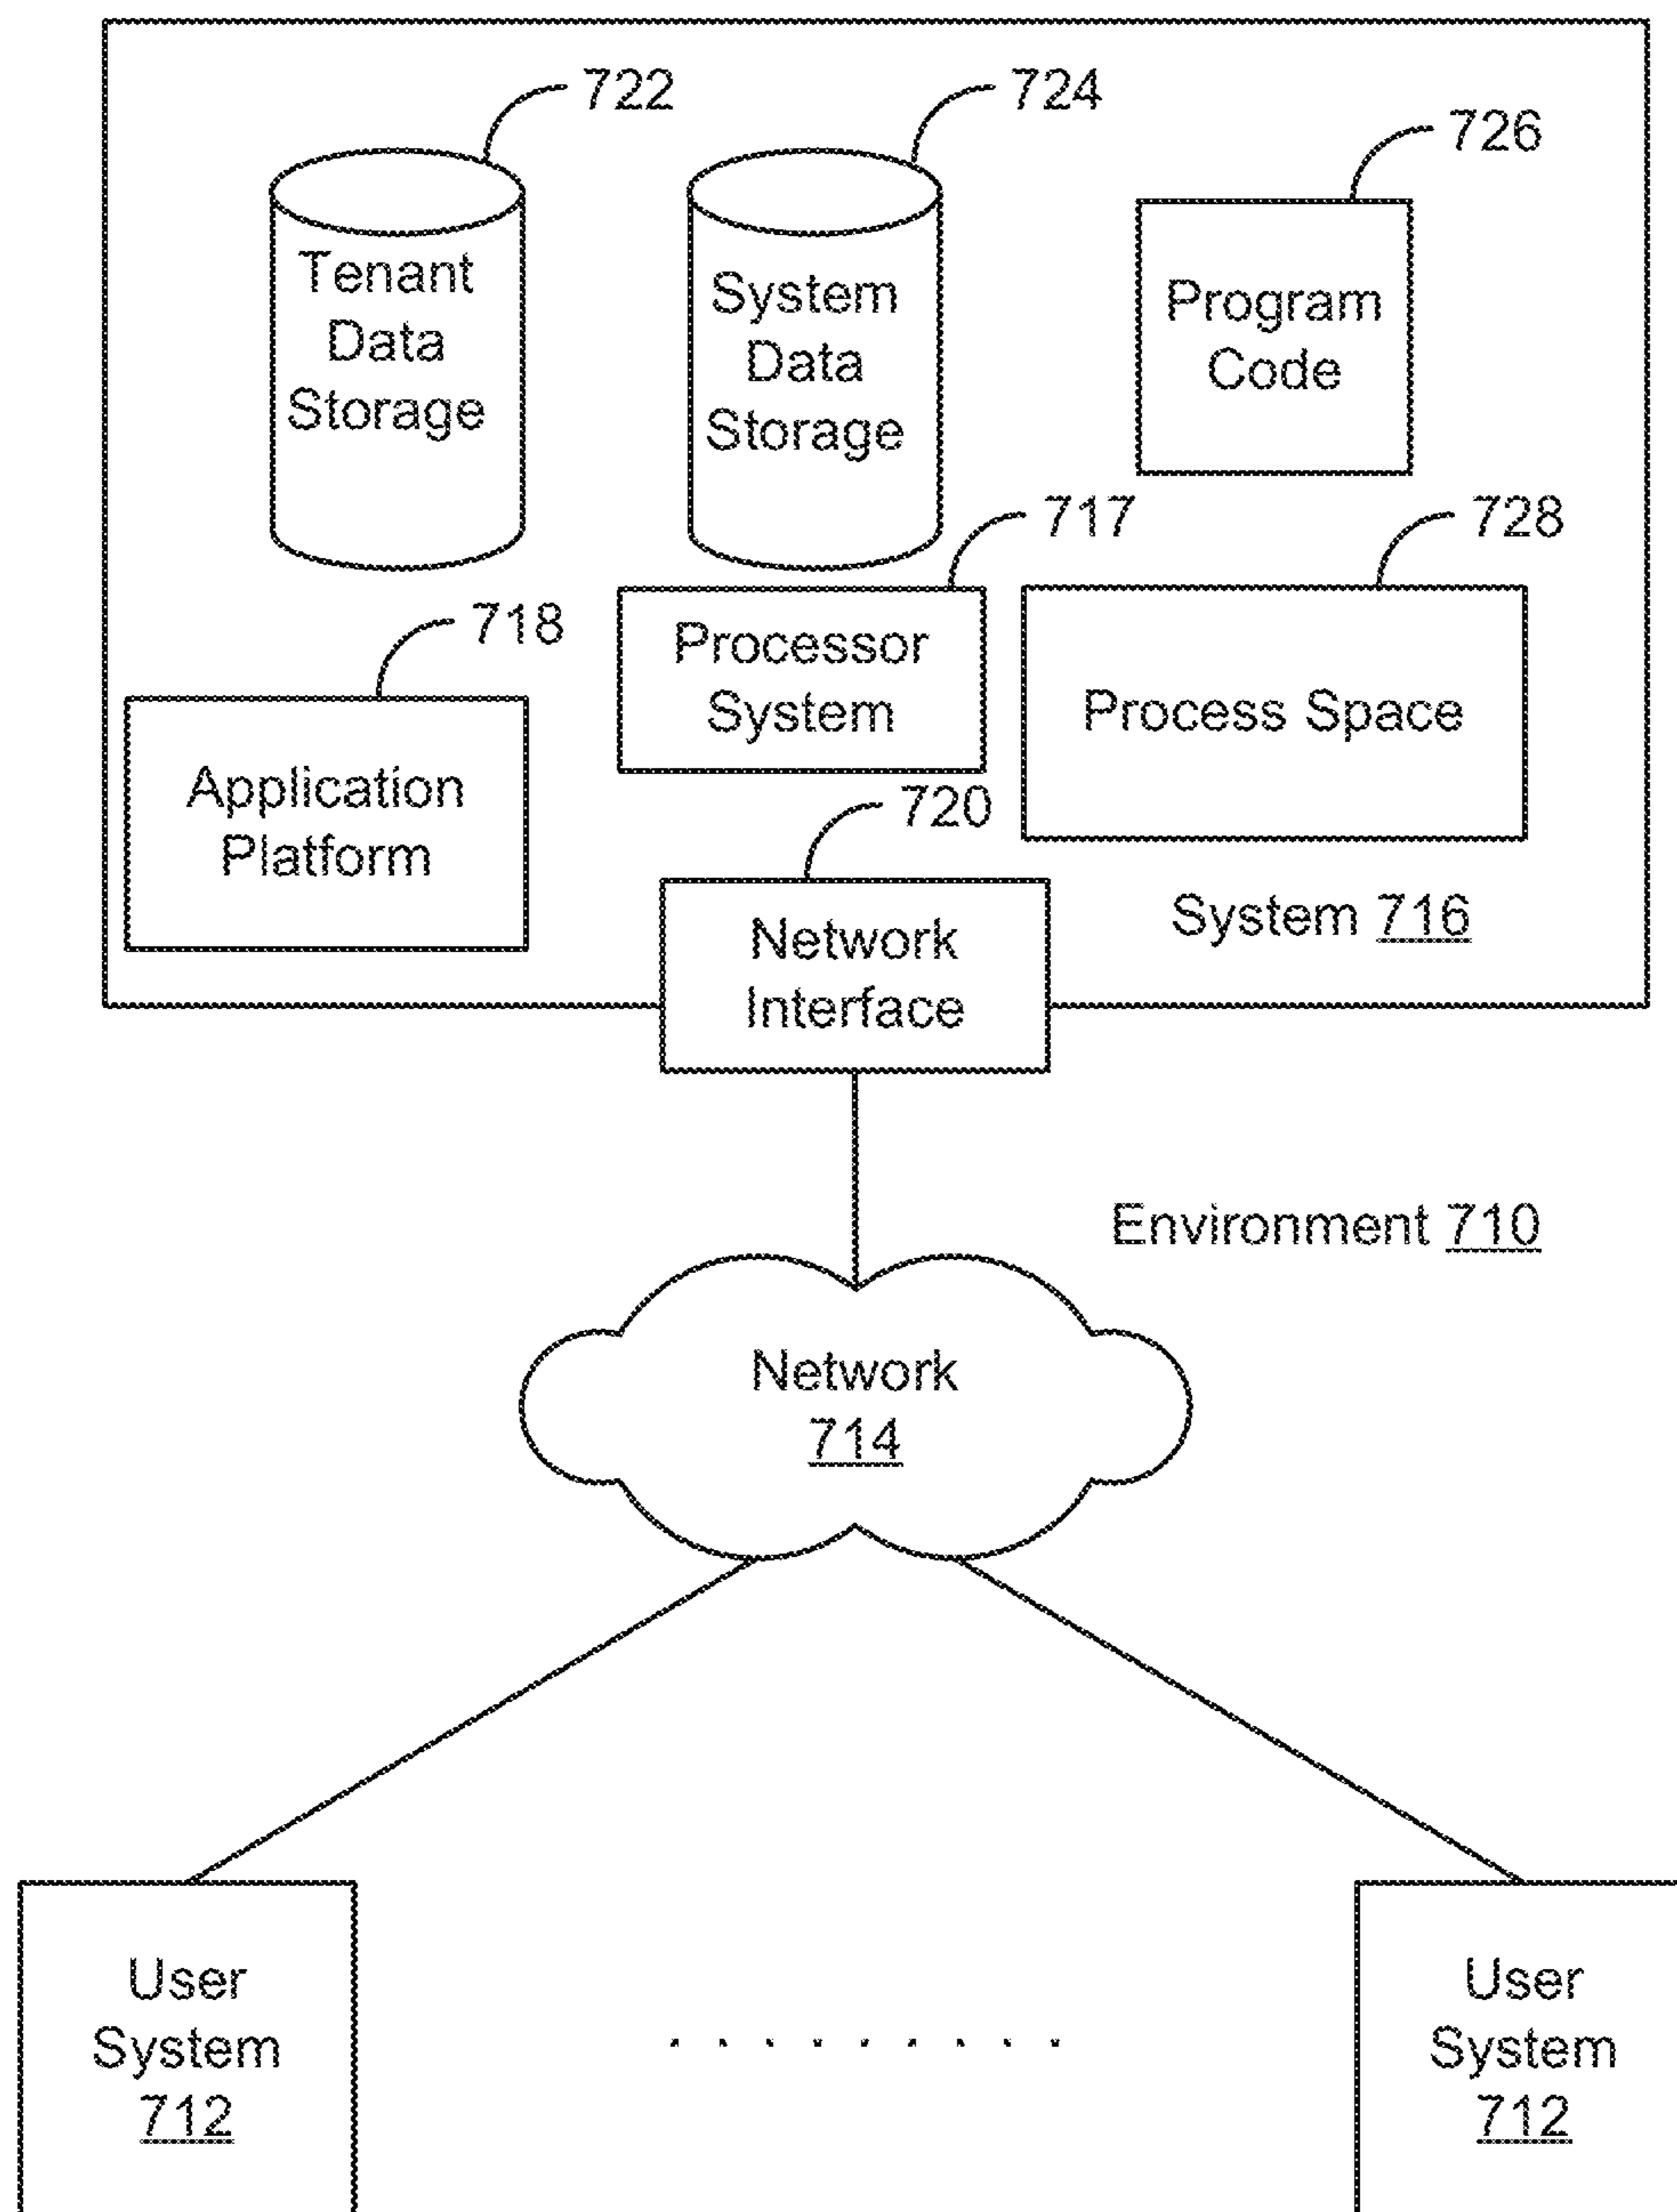 722
724
726
Tenant
Data
Storage
System
Data
Storage
Program
Code
717
728
718
Processor
System
Process Space
Application
Platform
720
System 716
Network
Interface
Environment 710
Network
714
User
System
712
User
System
712